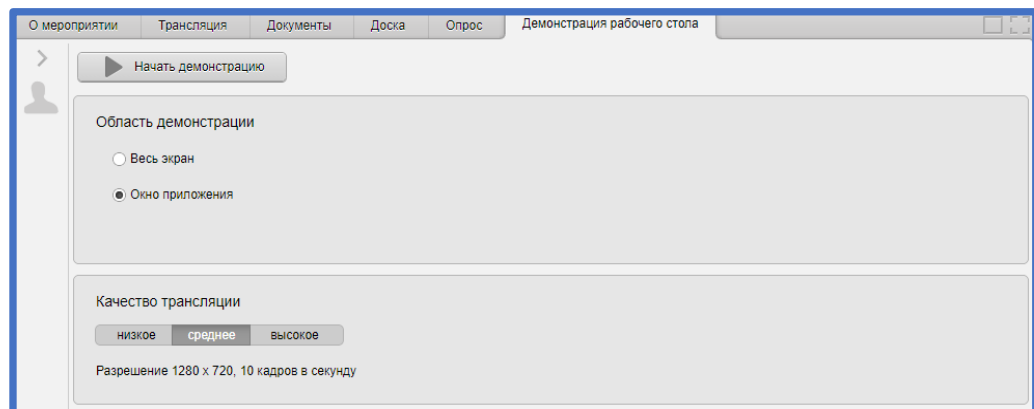 О мероприятии Трансляция Документы Доска Опрос Демонстрация рабочего стола
Начать демонстрацию
Область демонстрации
Весь экран
Окно приложения
Качество трансляции
низкое среднее высокое
Разрешение 1280 x 720, 10 кадров в секунду